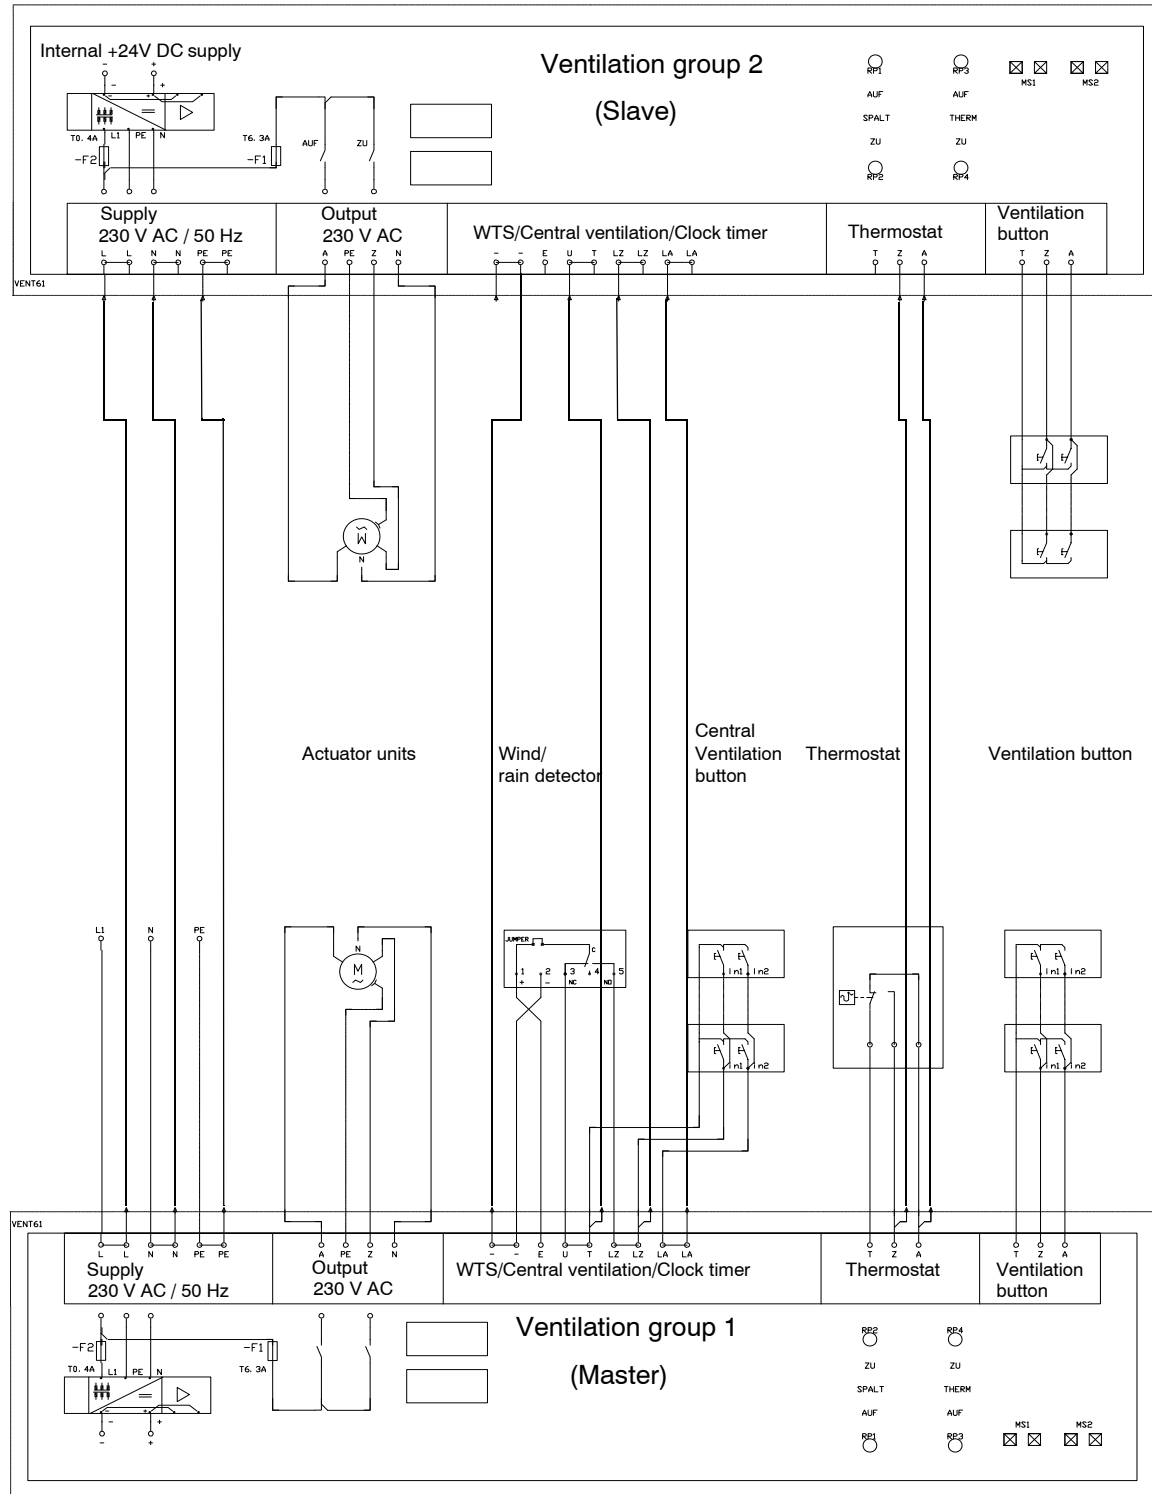 Internal +24V DC supply
Ventilation group 2
(Slave)
- +
- +
- +
T0. 4A L1 PE N
-F2
T6. 3A
-F1
AUF ZU
RP1 RP3
AUF AUF
SPALT THERM
ZU ZU
RP2 RP4
MS1 MS2
Supply
230 V AC / 50 Hz
L L N N PE PE
Output
230 V AC
A PE Z N
WTS/Central ventilation/Clock timer
- - E U T LZ LZ LA LA
Thermostat
T Z A
Ventilation
button
T Z A
VENT61
M
~
N
Actuator units
Wind/
rain detector
Central
Ventilation
button
Thermostat
Ventilation button
L1 N PE
N
M
~
JUMPER
C
1 2 3 4 5
+ - NC NO
In1 In2
In1 In2
In1 In2
In1 In2
VENT61
L L N N PE PE
A PE Z N
- - E U T LZ LZ LA LA
T Z A
T Z A
Supply
230 V AC / 50 Hz
Output
230 V AC
WTS/Central ventilation/Clock timer
Thermostat
Ventilation
button
Ventilation group 1
(Master)
-F2
T0. 4A L1 PE N
-F1
T6. 3A
- +
- +
- +
RP2 RP4
ZU ZU
SPALT THERM
AUF AUF
RP1 RP3
MS1 MS2